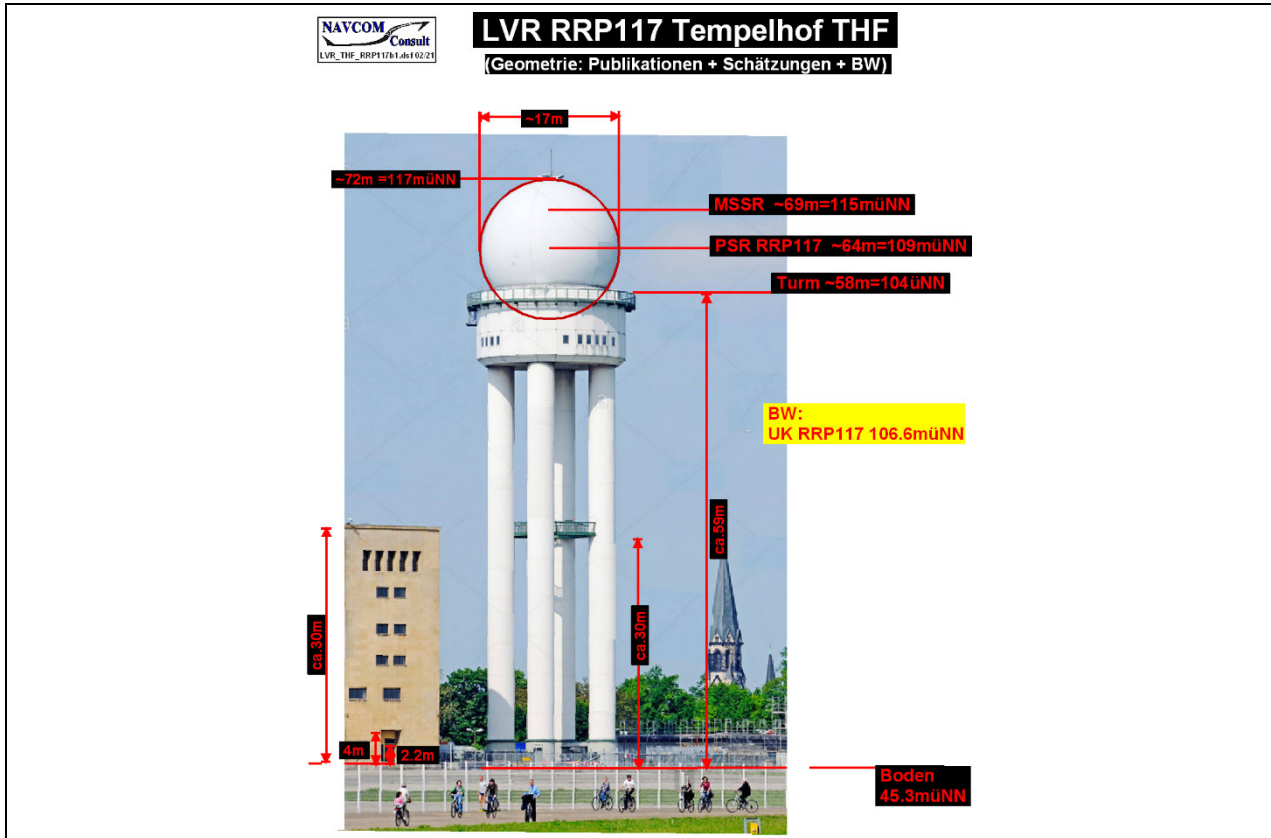 NAVCOM
Consult
LVR_THF_RRP117b1.dsf 02/21
LVR RRP117 Tempelhof THF
(Geometrie: Publikationen + Schätzungen + BW)
~17m
~72m =117müNN
MSSR ~69m=115müNN
PSR RRP117 ~64m=109müNN
Turm ~58m=104üNN
BW:
UK RRP117 106.6müNN
ca.59m
ca.30m
ca.30m
4m
2.2m
Boden
45.3müNN